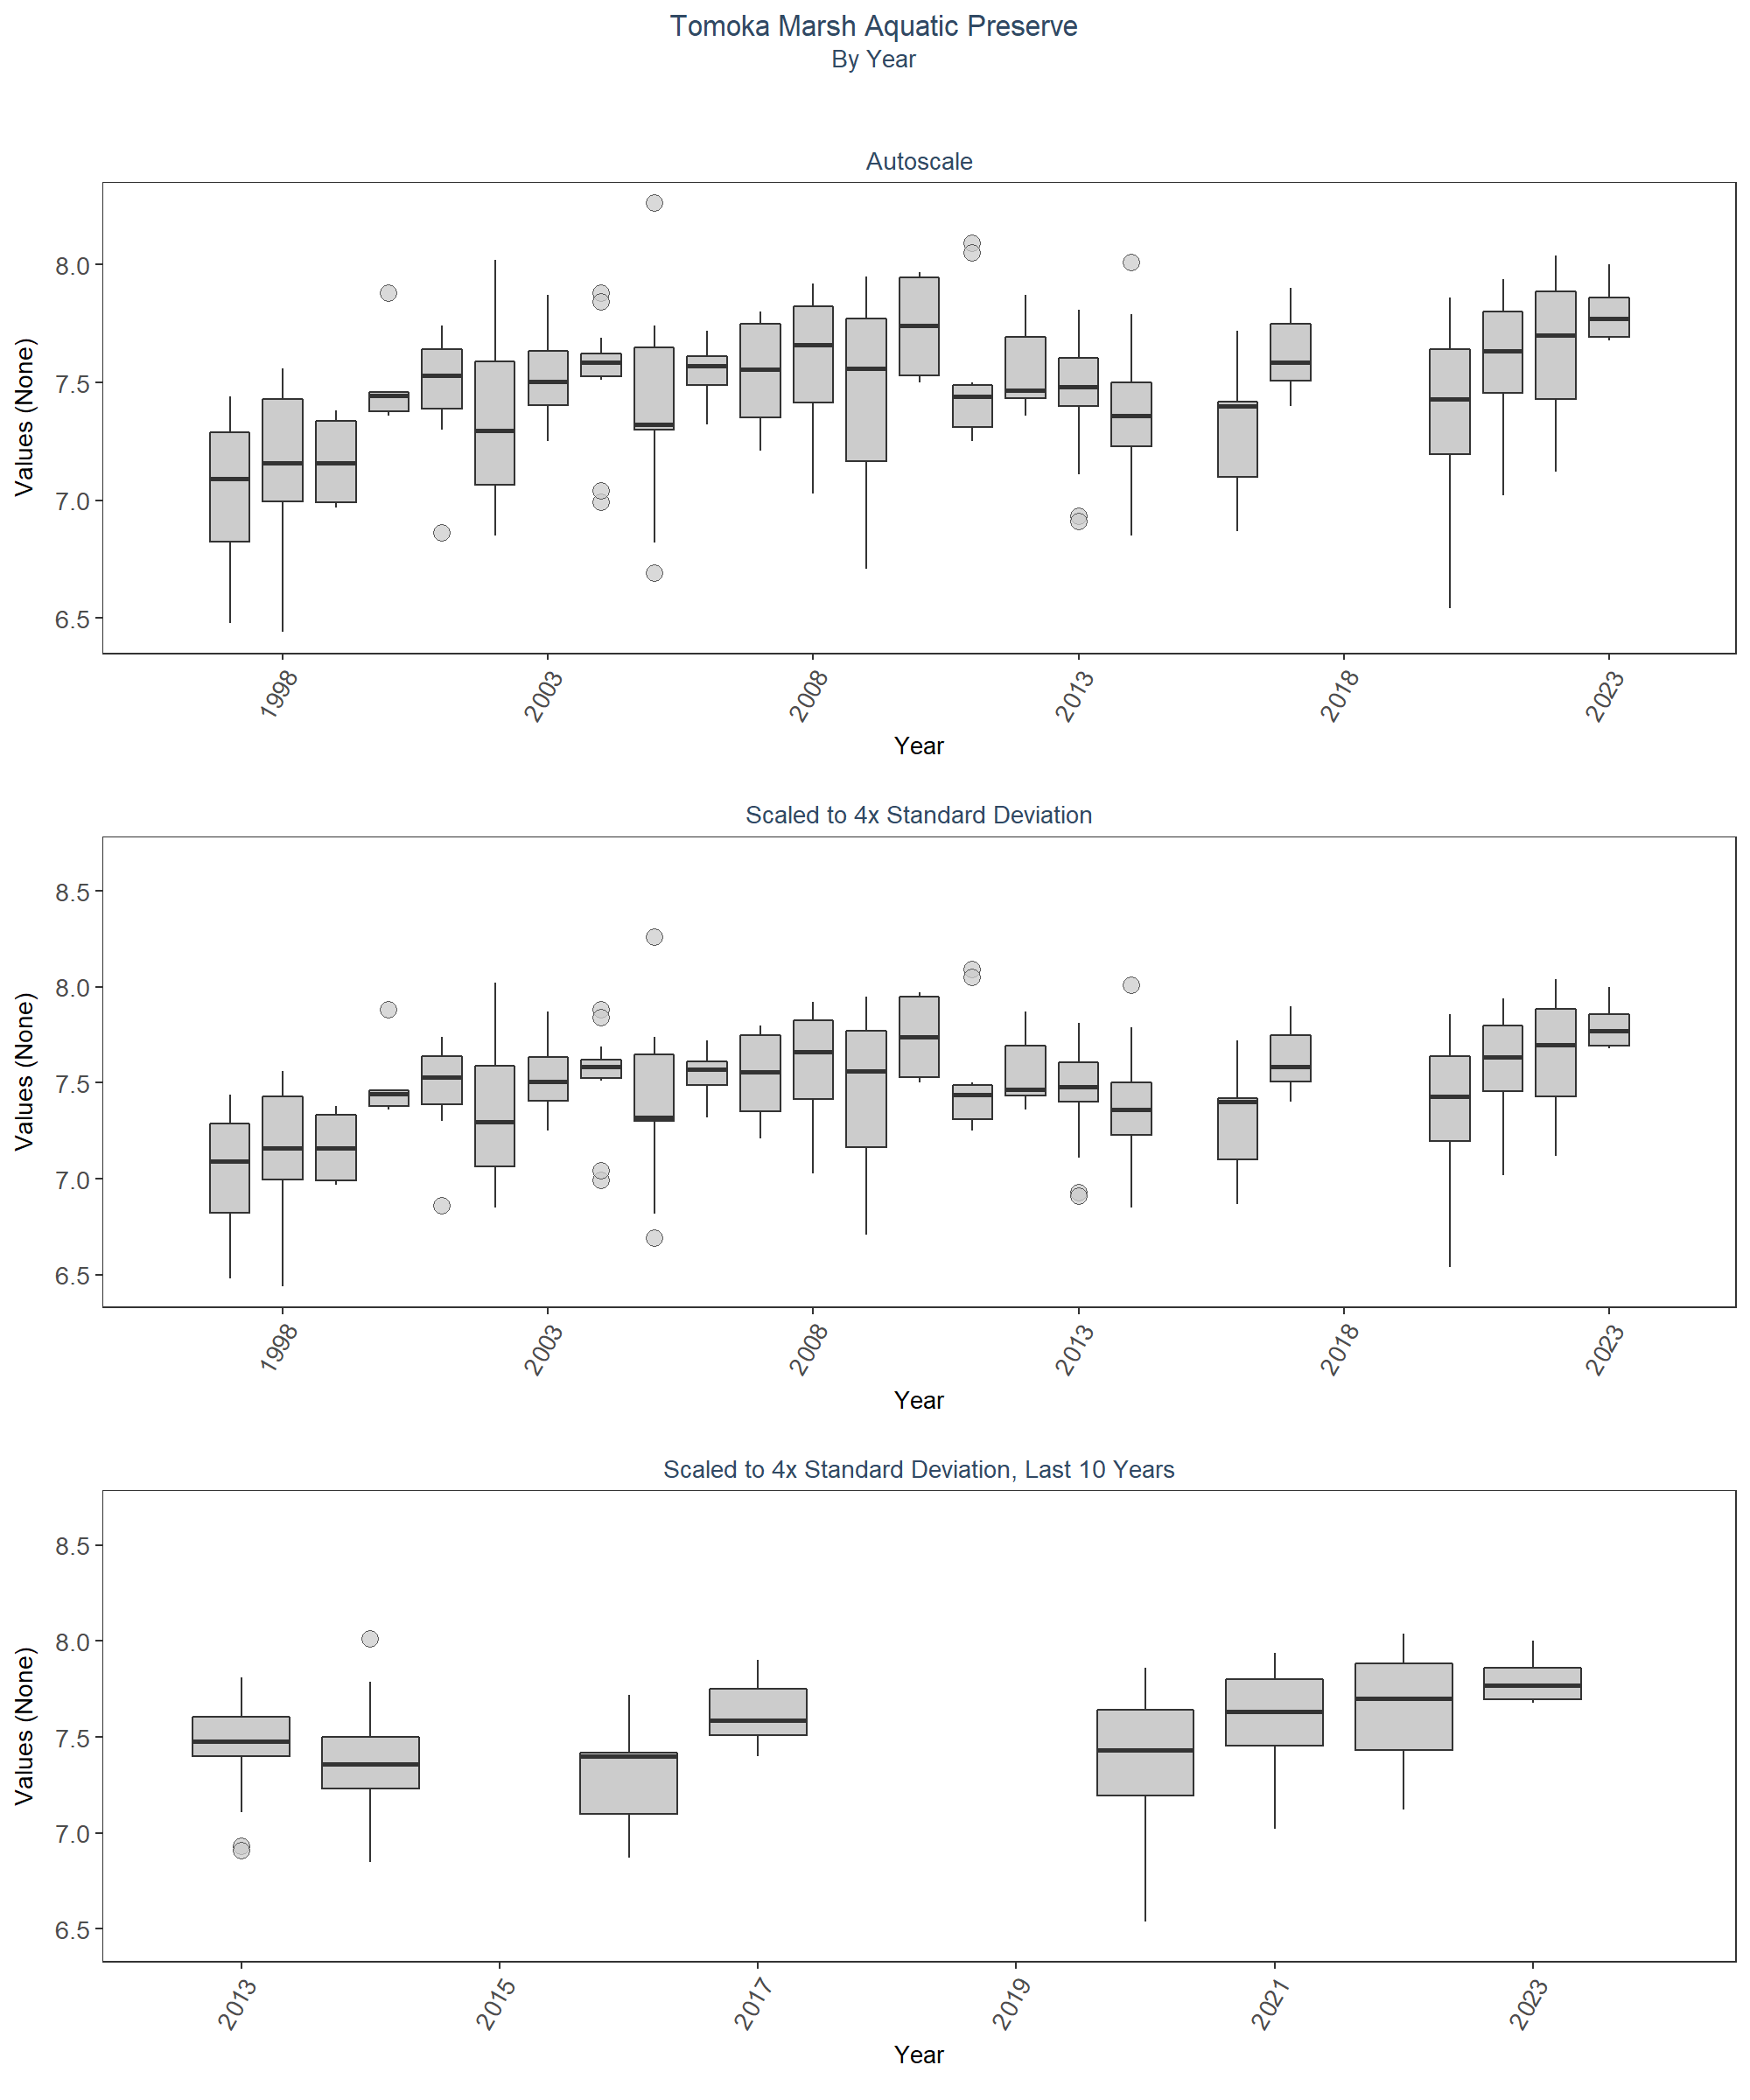 Tomoka Marsh Aquatic Preserve
By Year
Autoscale
Values (None)
8.0
7.5
7.0
6.5
1998 2003 2008 2013 2018 2023
Year
Scaled to 4x Standard Deviation
Values (None)
8.5
8.0
7.5
7.0
6.5
1998 2003 2008 2013 2018 2023
Year
Scaled to 4x Standard Deviation, Last 10 Years
Values (None)
8.5
8.0
7.5
7.0
6.5
2013 2015 2017 2019 2021 2023
Year